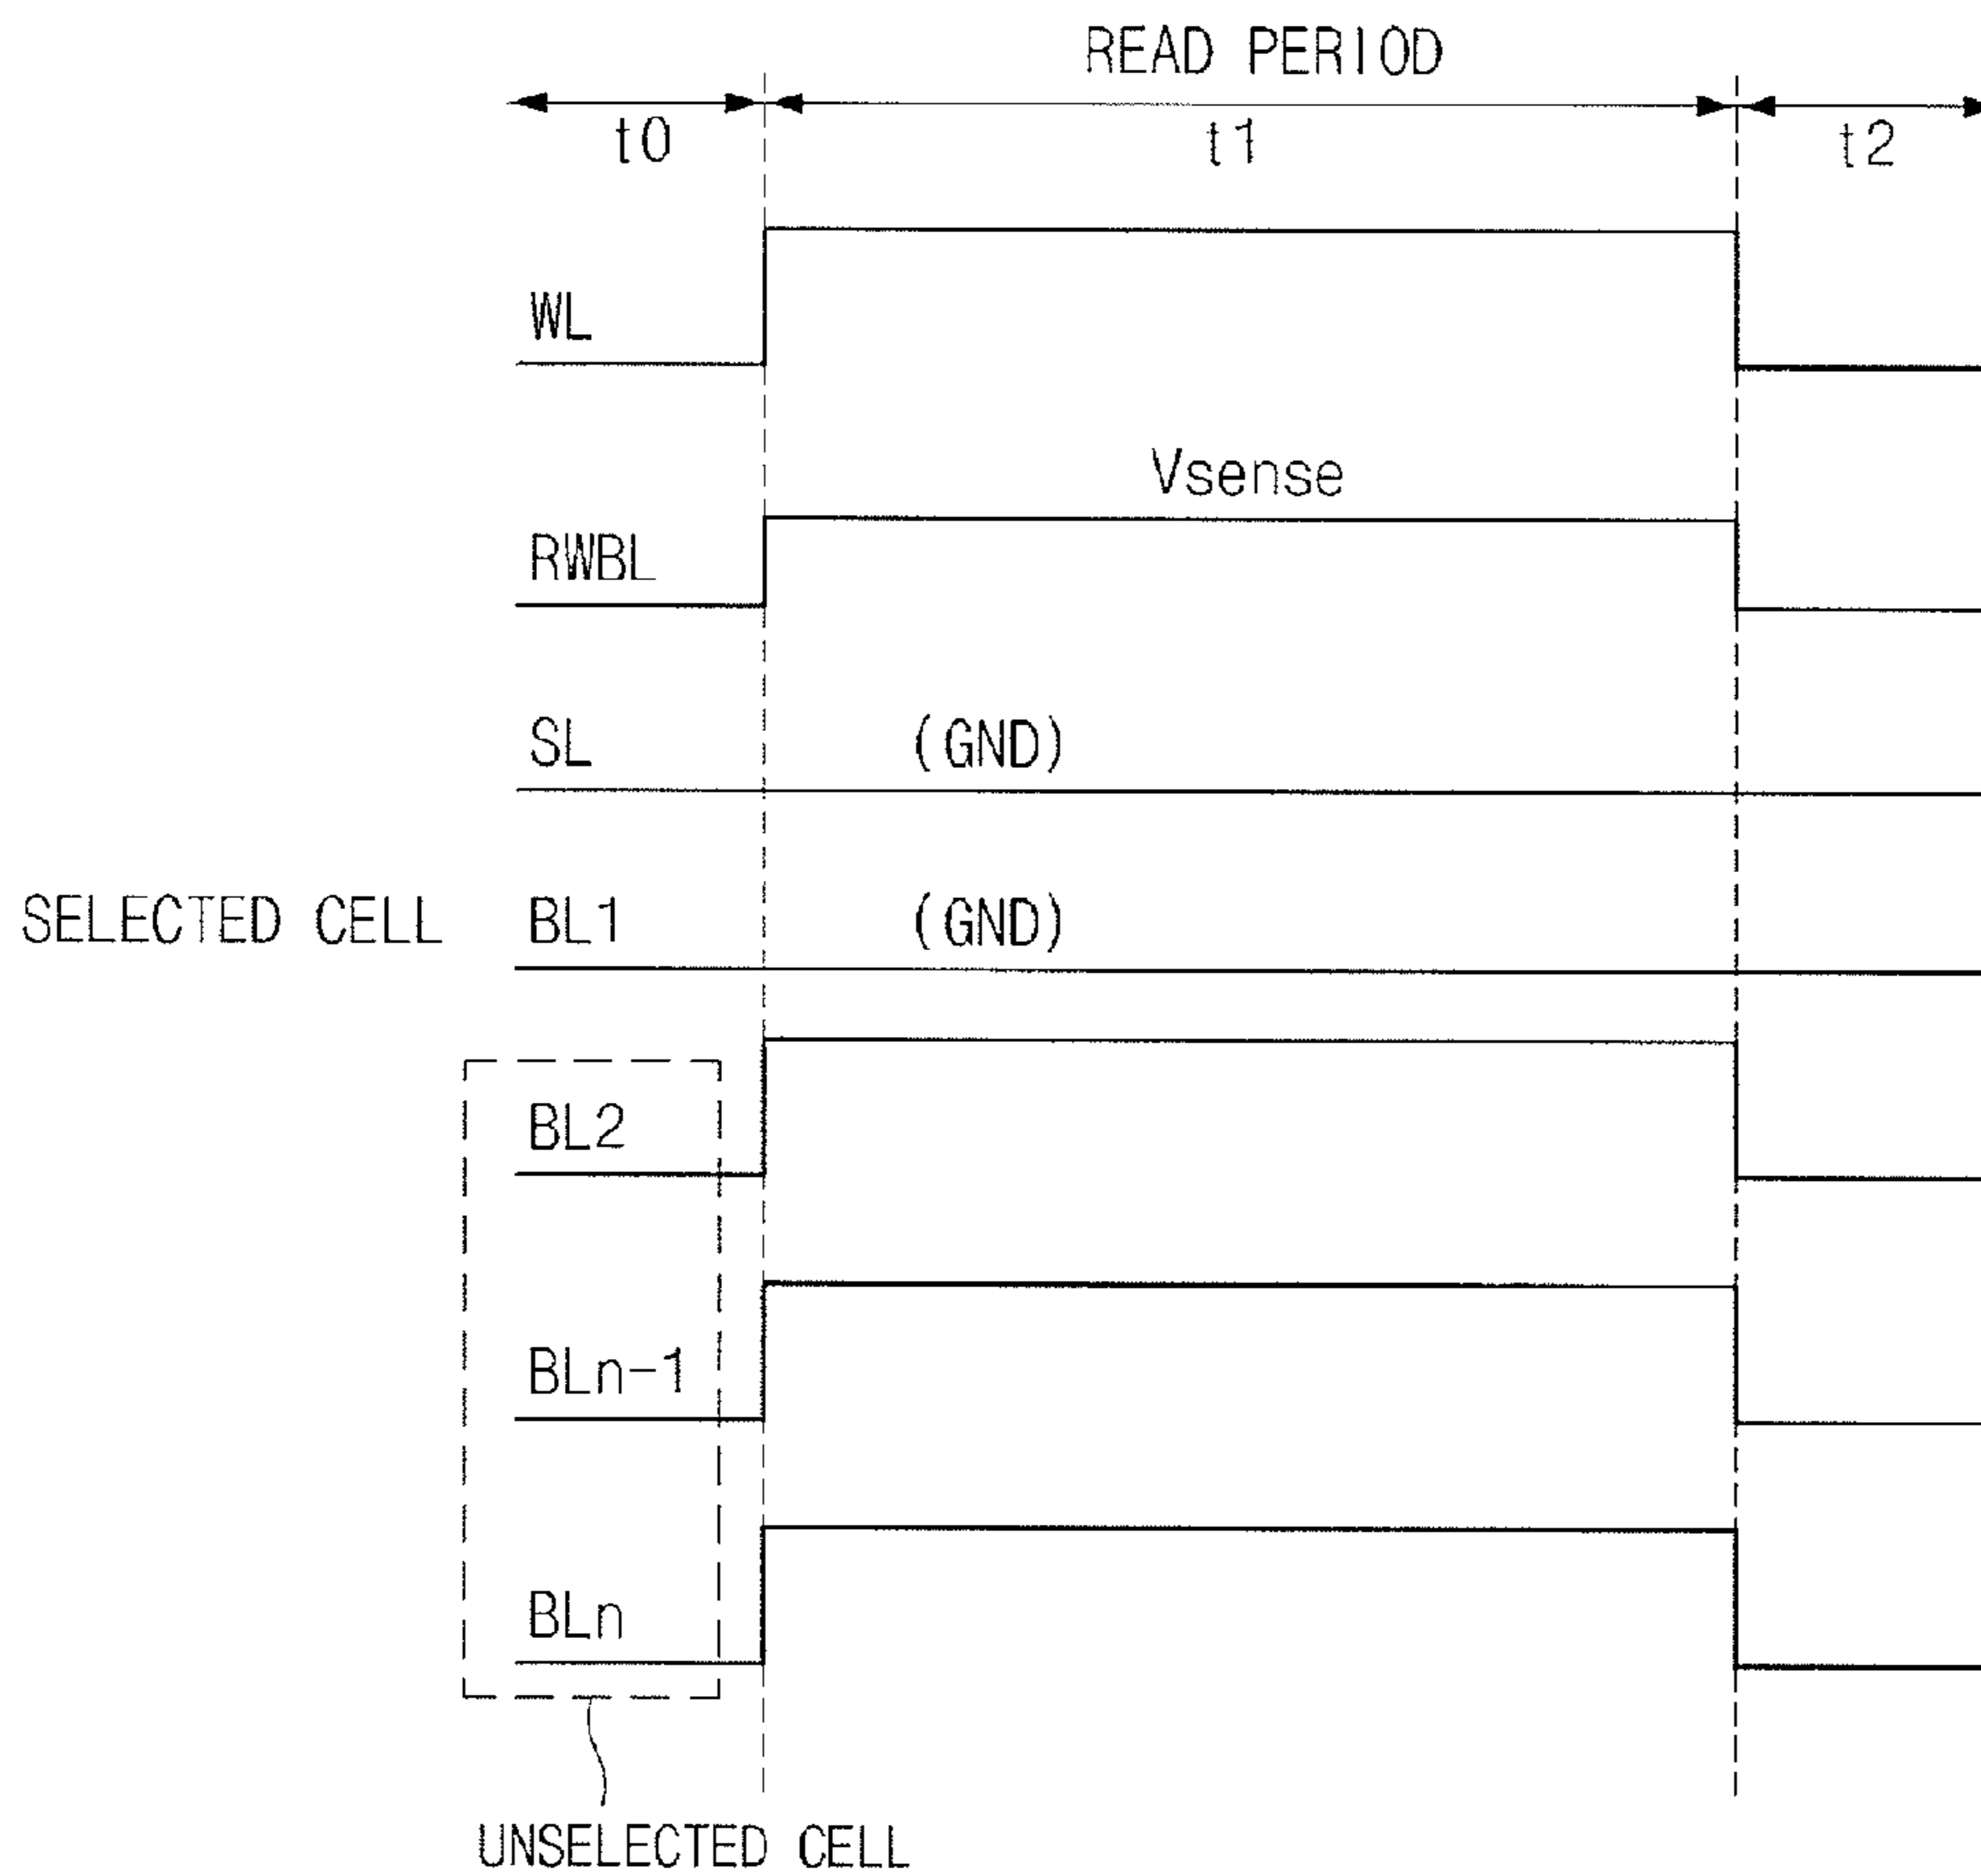 READ PERIOD
t0 t1 t2
WL
Vsense
RWBL
SL (GND)
SELECTED CELL BL1 (GND)
BL2
BLn-1
BLn
UNSELECTED CELL